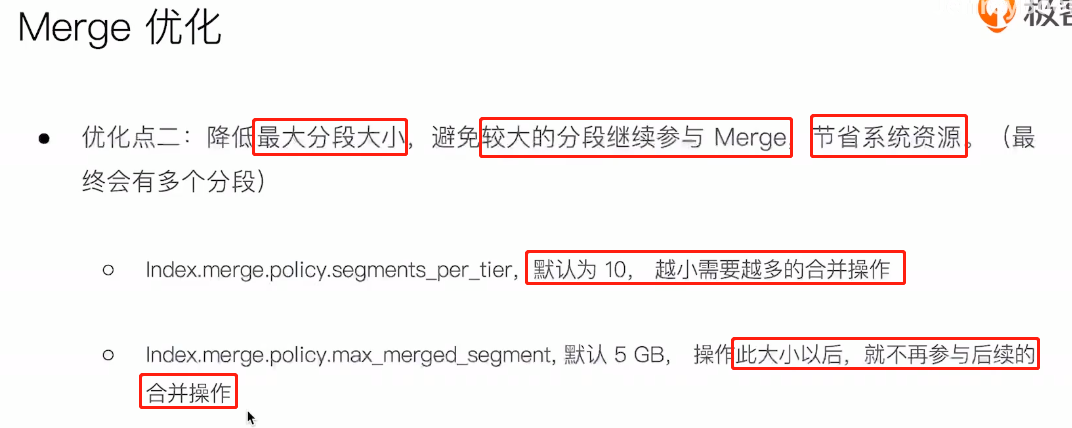 Merge 优化
优化点二：降低最大分段大小，避免较大的分段继续参与 Merge，节省系统资源。（最
终会有多个分段）
Index.merge.policy.segments_per_tier, 默认为 10， 越小需要越多的合并操作
Index.merge.policy.max_merged_segment, 默认 5 GB， 操作此大小以后，就不再参与后续的
合并操作